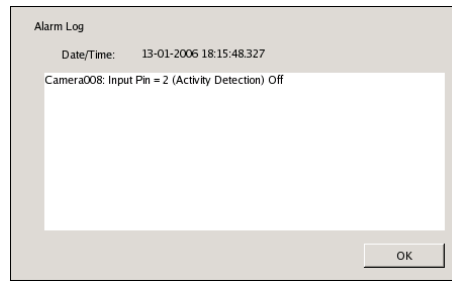 Alarm Log
Date/Time: 13-01-2006 18:15:48.327
Camera008: Input Pin = 2 (Activity Detection) Off
OK